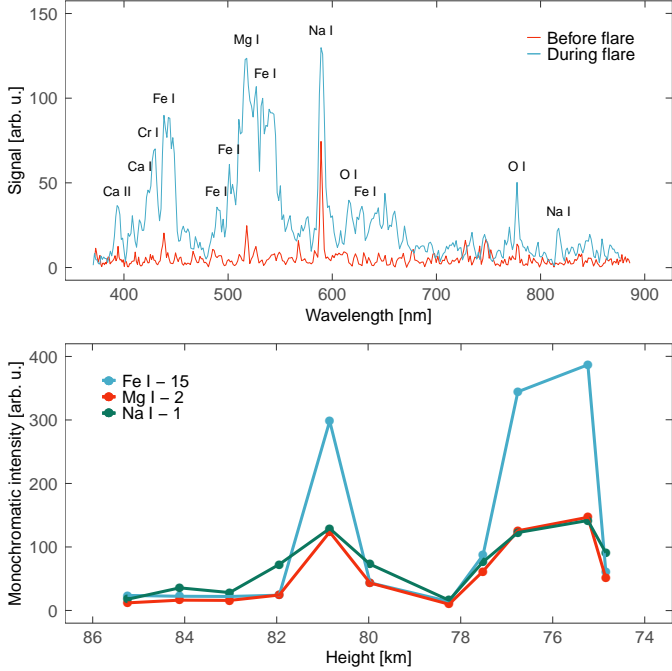 150
100
50
0
Signal [arb. u.]
Ca II
Ca I
Cr I
Fe I
Fe I
Fe I
Mg I
Fe I
Na I
O I
Fe I
O I
Na I
Before flare
During flare
400 500 600 700 800 900
Wavelength [nm]
400
300
200
100
0
Monochromatic intensity [arb. u.]
Fe I − 15
Mg I − 2
Na I − 1
86 84 82 80 78 76 74
Height [km]